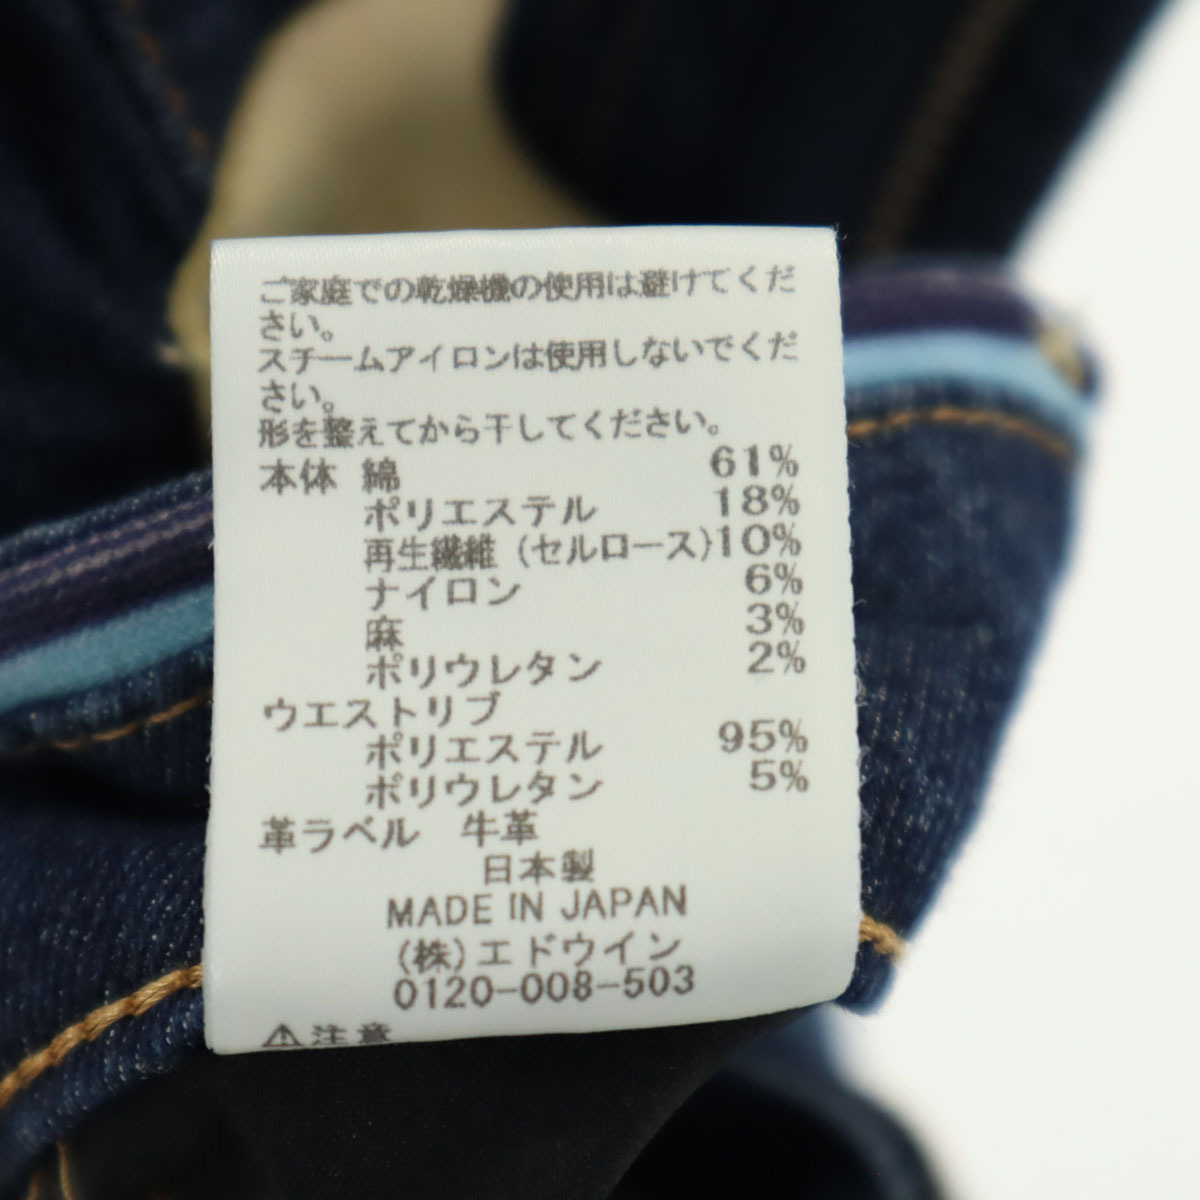 ご家庭での乾燥機の使用は避けてくだ
さい。
スチームアイロンは使用しないでくだ
さい。
形を整えてから干してください。
本体 綿 61%
ポリエステル 18%
再生繊維 (セルロース)10%
ナイロン 6%
麻 3%
ポリウレタン 2%
ウエストリブ
ポリエステル 95%
ポリウレタン 5%
革ラベル 牛革
日本製
MADE IN JAPAN
(株)エドウイン
0120-008-503
⚠注意